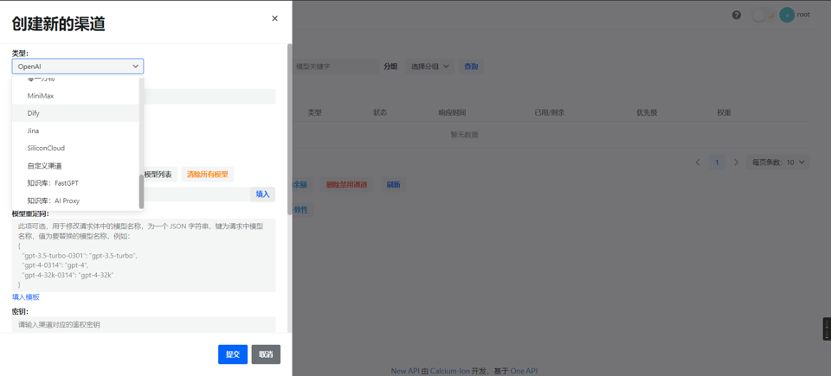 创建新的渠道
×
root
类型：
OpenAI
模型关键字
分组
选择分组
查询
零一万物
MiniMax
Dify
Jina
SiliconCloud
自定义渠道
知识库：FastGPT
知识库：AI Proxy
类型
状态
响应时间
已用/剩余
优先级
权重
暂无数据
1
每页条数：10
模型列表
清除所有模型
删除禁用通道
刷新
填入
模型重定向：
此项可选，用于修改请求体中的模型名称，为一个 JSON 字符串，键为请求中模型
名称，值为要替换的模型名称，例如：
{
"gpt-3.5-turbo-0301": "gpt-3.5-turbo",
"gpt-4-0314": "gpt-4",
"gpt-4-32k-0314": "gpt-4-32k"
}
填入模板
密钥：
请输入渠道对应的鉴权密钥
提交
取消
New API 由 Calcium-Ion 开发，基于 One API